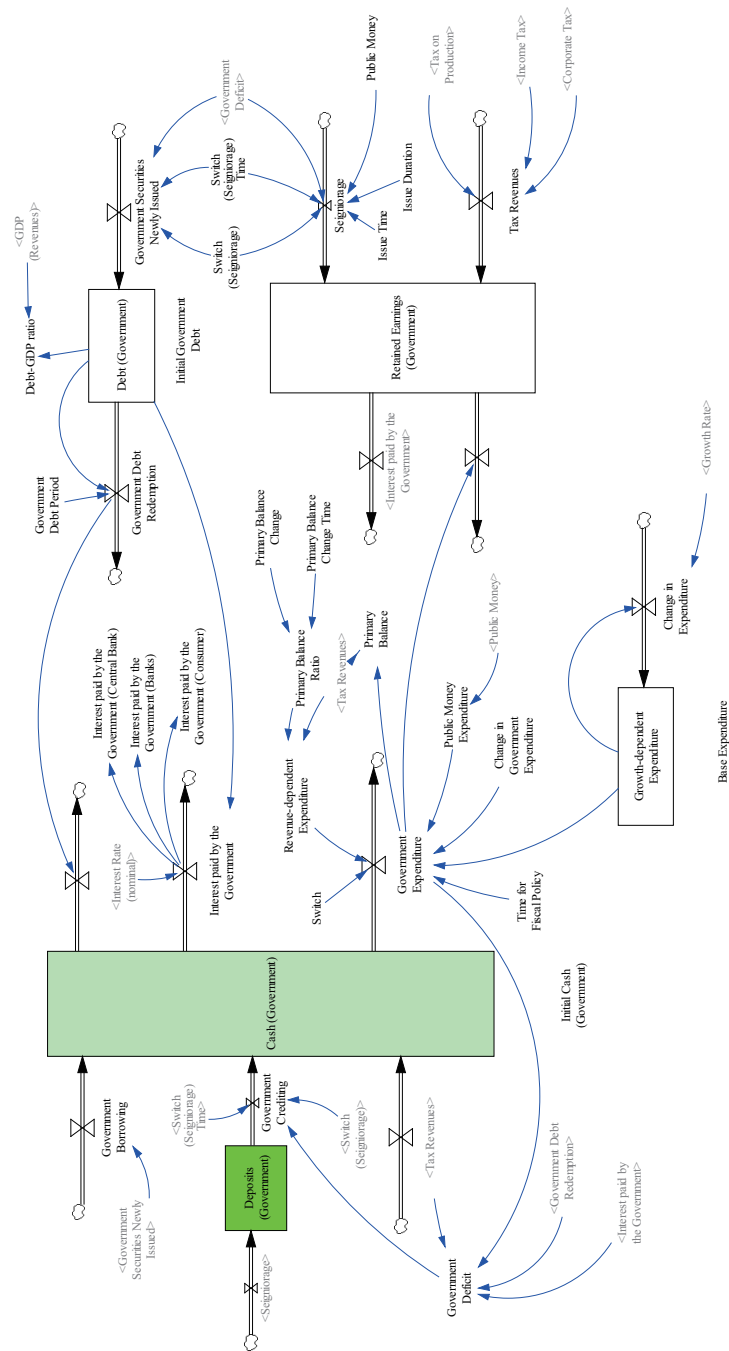 <GDP
(Revenues)>
Debt-GDP ratio
Government
Debt Period
Government
Securities Newly
Issued>
Government
Borrowing
Interest paid by the
Government (Central Bank)
Interest paid by the
Government (Banks)
Interest paid by the
Government (Consumer)
<Interest Rate
(nominal)>
Interest paid by the
Government
Government Debt
Redemption
Debt (Government)
Initial Government
Debt
Government Securities
Newly Issued
<Government
Deficit>
Switch
(Seigniorage)
Switch
(Seigniorage)
Time
<Switch
(Seigniorage)
Time>
<Seigniorage>
Deposits
(Government)
Government
Crediting
Cash (Government)
<Switch
(Seigniorage)>
Primary Balance
Change
Primary Balance
Change Time
Primary Balance
Ratio
<Tax Revenues>
Primary
Balance
Revenue-dependent
Expenditure
Switch
Seigniorage
Public Money
Issue Time
Issue Duration
<Interest paid by the
Government>
Retained Earnings
(Government)
<Tax on
Production>
<Income Tax>
<Corporate Tax>
Tax Revenues
<Tax Revenues>
Government
Deficit
Government
Expenditure
Public Money
Expenditure
<Public Money>
Change in
Government
Expenditure
Time for
Fiscal Policy
<Government Debt
Redemption>
Initial Cash
(Government)
<Interest paid by
the Government>
Growth-dependent
Expenditure
Change in
Expenditure
<Growth Rate>
Base Expenditure